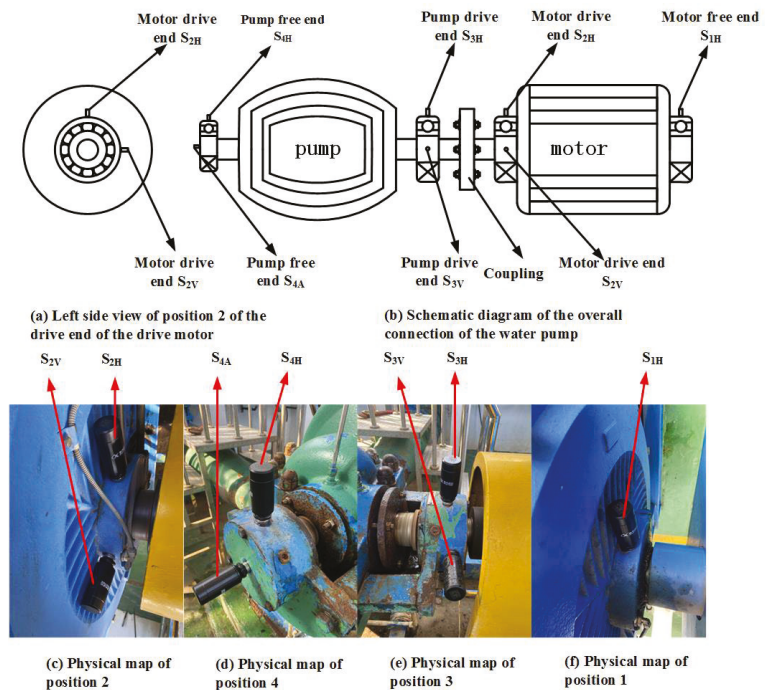 Motor drive
end S2H
Pump free end
S4H
Pump drive
end S3H
Motor drive
end S2H
Motor free end
S1H
pump
motor
Motor drive
end S2V
Pump free
end S4A
Pump drive
end S3V
Coupling
Motor drive end
S2V
(a) Left side view of position 2 of the
drive end of the drive motor
(b) Schematic diagram of the overall
connection of the water pump
S2V
S2H
S4A
S4H
S3V
S3H
S1H
(c) Physical map of
position 2
(d) Physical map of
position 4
(e) Physical map of
position 3
(f) Physical map of
position 1